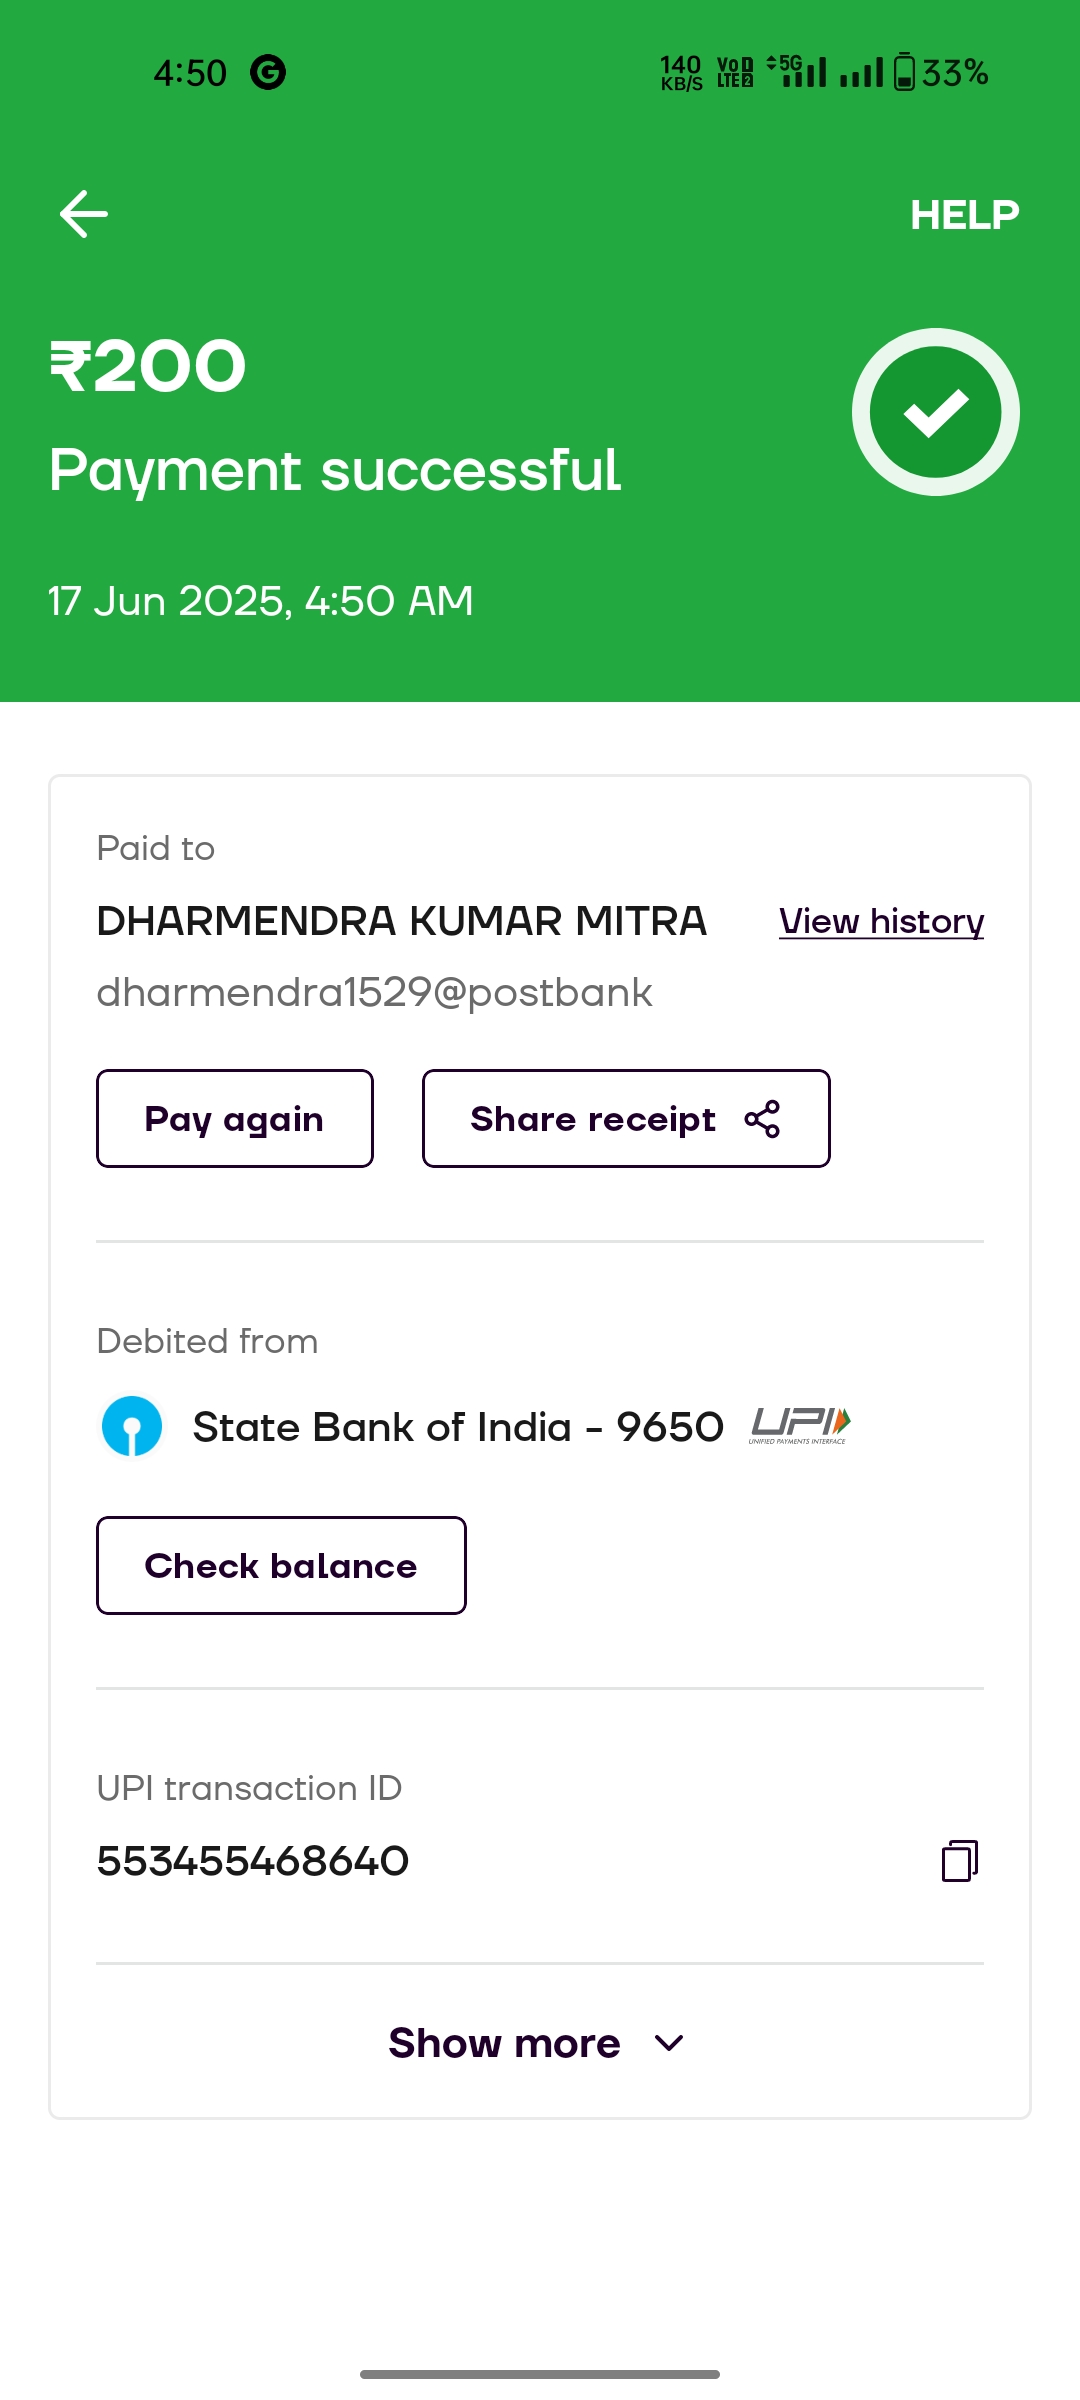 4:50 G 140 KB/S Vo 1 LTE 2 5G 33%
HELP
₹200
Payment successful
17 Jun 2025, 4:50 AM
Paid to
DHARMENDRA KUMAR MITRA View history
dharmendra1529@postbank
Pay again Share receipt
Debited from
State Bank of India - 9650 UPI
UNIFIED PAYMENTS INTERFACE
Check balance
UPI transaction ID
553455468640
Show more